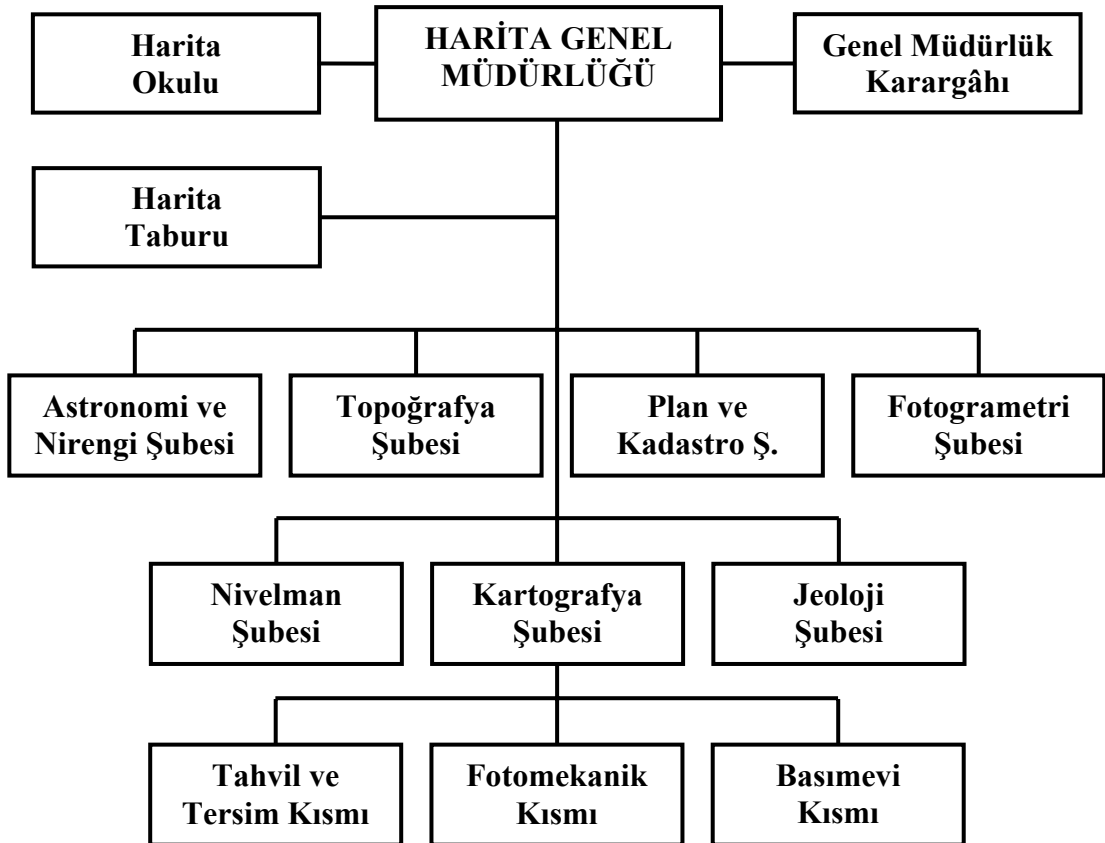 Harita
Okulu
HARİTA GENEL
MÜDÜRLÜĞÜ
Genel Müdürlük
Karargâhı
Harita
Taburu
Astronomi ve
Nirengi Şubesi
Topoğrafya
Şubesi
Plan ve
Kadastro Ş.
Fotogrametri
Şubesi
Nivelman
Şubesi
Kartografya
Şubesi
Jeoloji
Şubesi
Tahvil ve
Tersim Kısmı
Fotomekanik
Kısmı
Basımevi
Kısmı